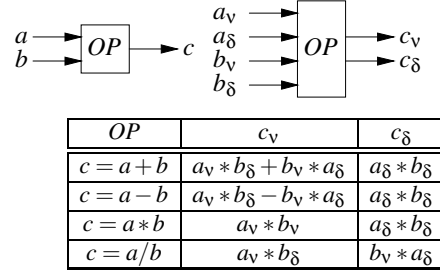 a
b
OP
c
a_ν
a_δ
b_ν
b_δ
OP
c_ν
c_δ
OP c_ν c_δ
c = a + b a_ν * b_δ + b_ν * a_δ a_δ * b_δ
c = a − b a_ν * b_δ − b_ν * a_δ a_δ * b_δ
c = a * b a_ν * b_ν a_δ * b_δ
c = a/b a_ν * b_δ b_ν * a_δ